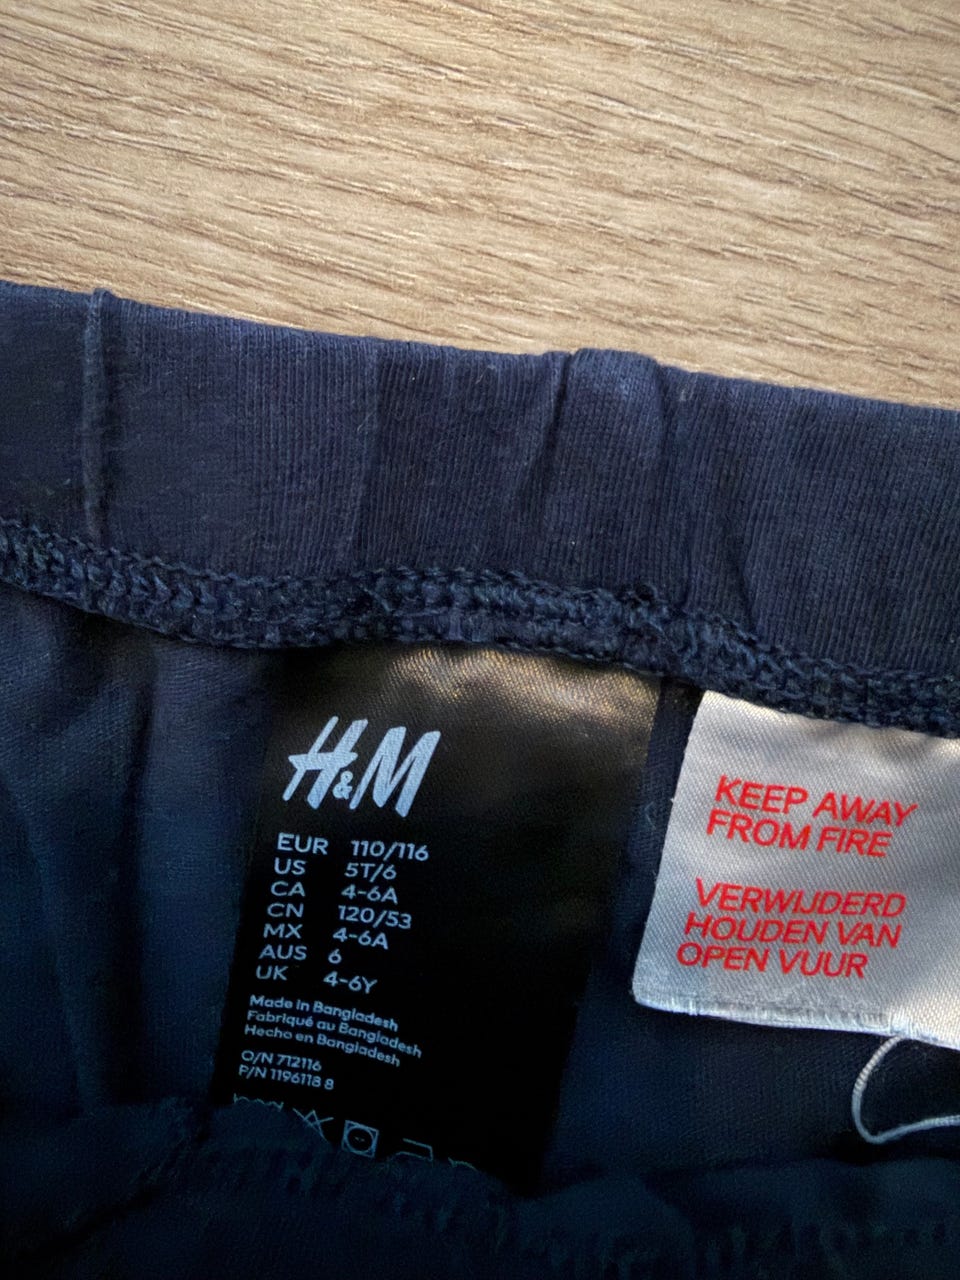 H&M
EUR 110/116
US 5T/6
CA 4-6A
CN 120/53
MX 4-6A
AUS 6
UK 4-6Y
Made in Bangladesh
Fabriqué au Bangladesh
Hecho en Bangladesh
O/N 712116
P/N 1196118 8
KEEP AWAY
FROM FIRE
VERWIJDERD
HOUDEN VAN
OPEN VUUR